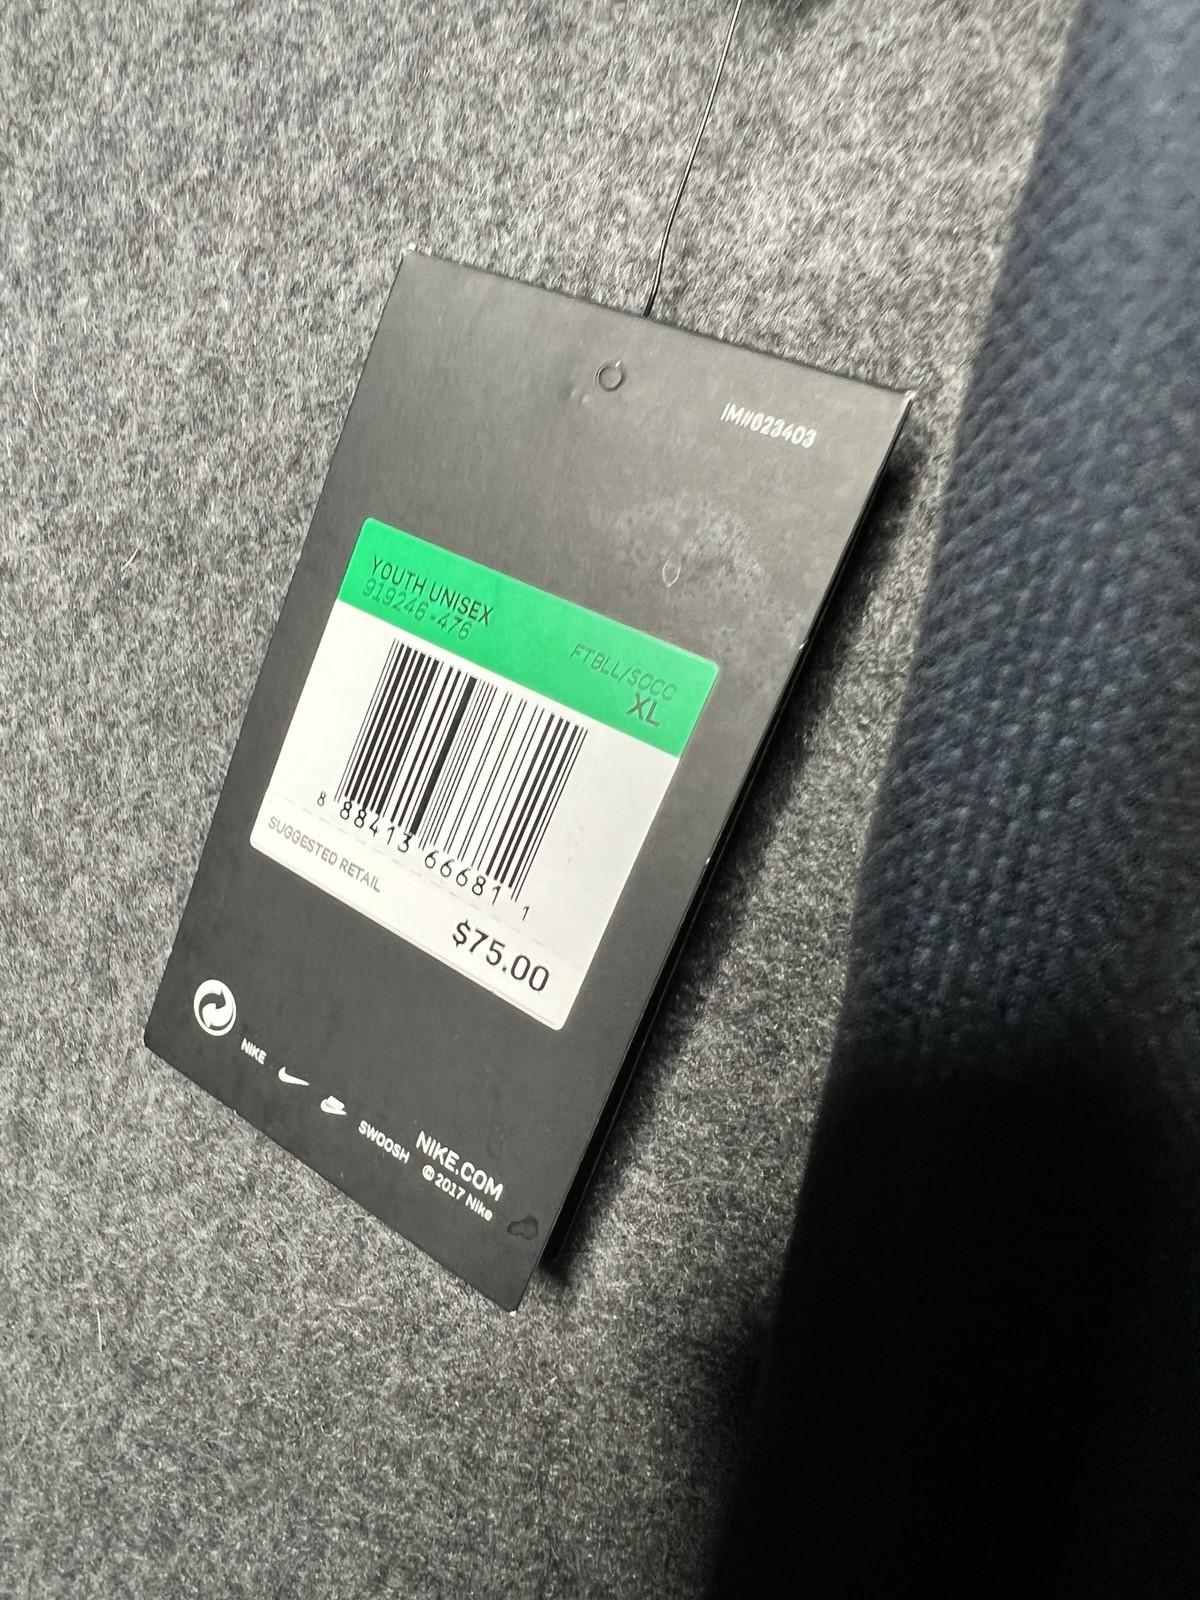 IM#623403
YOUTH UNISEX
919246-476
FTBLL/SOCC
XL
8 88413 66681 1
SUGGESTED RETAIL
$75.00
NIKE
SWOOSH
NIKE.COM
© 2017 Nike